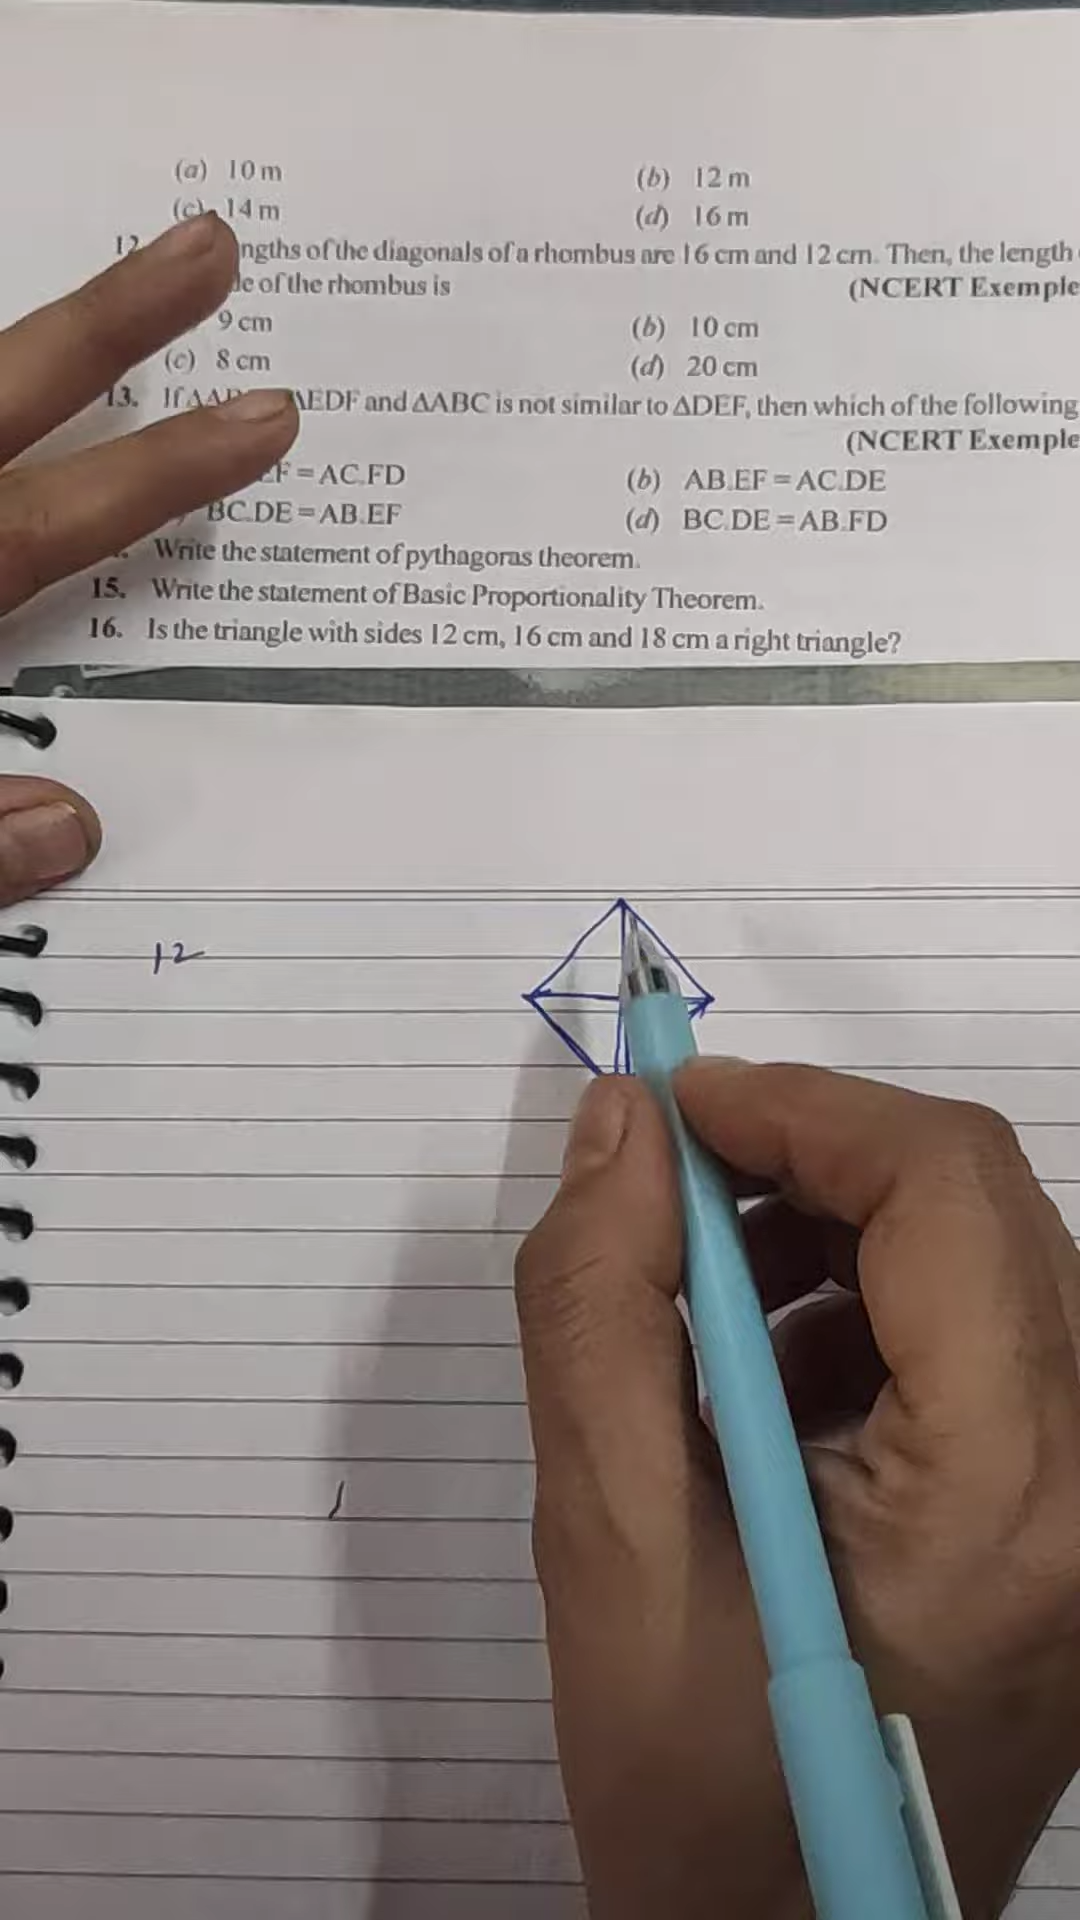 (a) 10 m (b) 12 m
(c) 14 m (d) 16 m
12. ngths of the diagonals of a rhombus are 16 cm and 12 cm. Then, the length
le of the rhombus is (NCERT Exemple
9 cm (b) 10 cm
(c) 8 cm (d) 20 cm
13. If EDF and ΔABC is not similar to ΔDEF, then which of the following
(NCERT Exemple
= AC.FD (b) AB.EF = AC.DE
BC.DE = AB.EF (d) BC.DE = AB.FD
Write the statement of pythagoras theorem.
15. Write the statement of Basic Proportionality Theorem.
16. Is the triangle with sides 12 cm, 16 cm and 18 cm a right triangle?
12